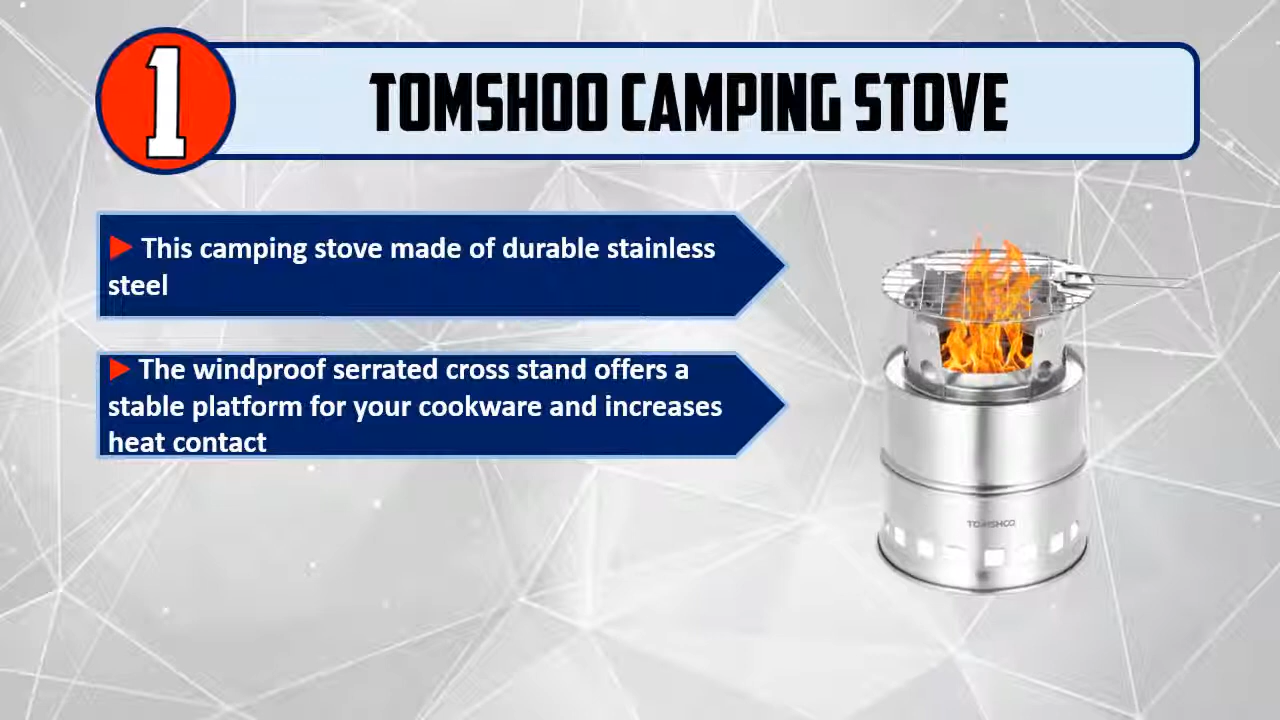 1
TOMSHOO CAMPING STOVE
This camping stove made of durable stainless
steel
The windproof serrated cross stand offers a
stable platform for your cookware and increases
heat contact
TOMSHOO